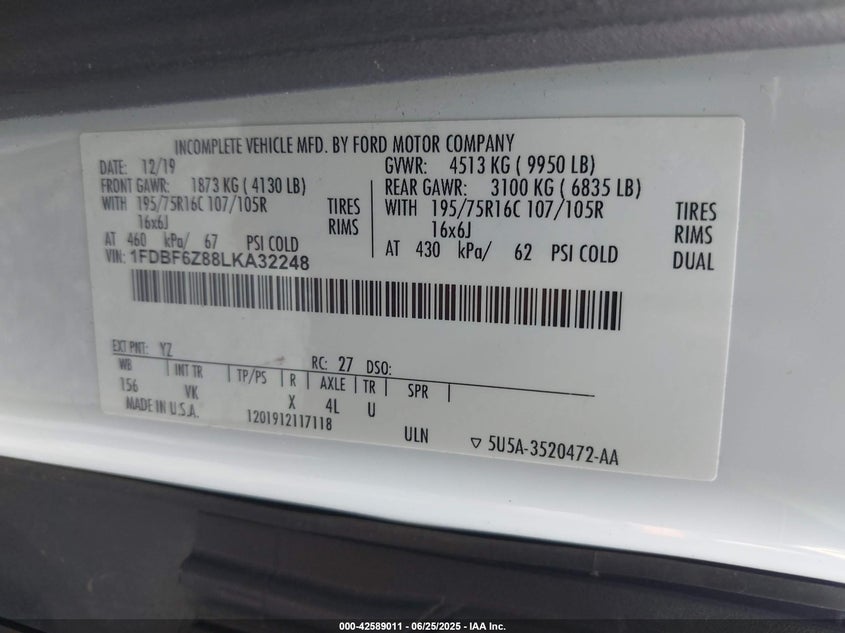 INCOMPLETE VEHICLE MFD. BY FORD MOTOR COMPANY
DATE: 12/19 GVWR: 4513 KG ( 9950 LB)
FRONT GAWR: 1873 KG ( 4130 LB) REAR GAWR: 3100 KG ( 6835 LB)
WITH 195/75R16C 107/105R TIRES WITH 195/75R16C 107/105R TIRES
16x6J RIMS 16x6J RIMS
AT 460 kPa/ 67 PSI COLD AT 430 kPa/ 62 PSI COLD DUAL
VIN: 1FDBF6Z88LKA32248
EXT PNT: YZ RC: 27 DSO:
WB INT TR TP/PS R AXLE TR SPR
156 VK X 4L U
MADE IN U.S.A. 1201912117118 ULN ▽ 5U5A-3520472-AA
000-42589011 - 06/25/2025 - IAA Inc.